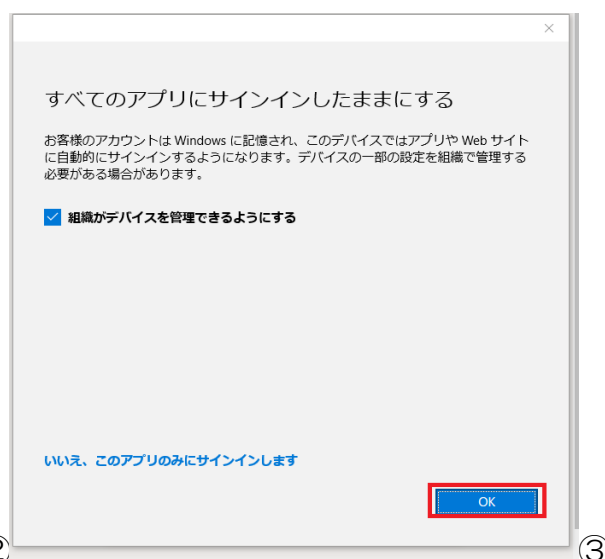 すべてのアプリにサインインしたままにする
お客様のアカウントは Windows に記憶され、このデバイスではアプリや Web サイト
に自動的にサインインするようになります。デバイスの一部の設定を組織で管理する
必要がある場合があります。
組織がデバイスを管理できるようにする
いいえ、このアプリのみにサインインします
OK
② ③